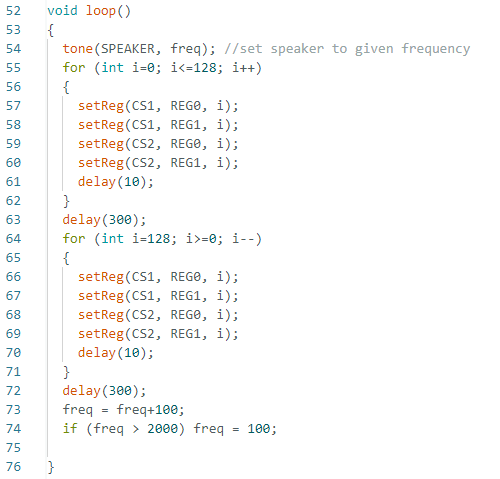 52 void loop()
53 {
54   tone(SPEAKER, freq); //set speaker to given frequency
55   for (int i=0; i<=128; i++)
56   {
57     setReg(CS1, REG0, i);
58     setReg(CS1, REG1, i);
59     setReg(CS2, REG0, i);
60     setReg(CS2, REG1, i);
61     delay(10);
62   }
63   delay(300);
64   for (int i=128; i>=0; i--)
65   {
66     setReg(CS1, REG0, i);
67     setReg(CS1, REG1, i);
68     setReg(CS2, REG0, i);
69     setReg(CS2, REG1, i);
70     delay(10);
71   }
72   delay(300);
73   freq = freq+100;
74   if (freq > 2000) freq = 100;
75
76 }